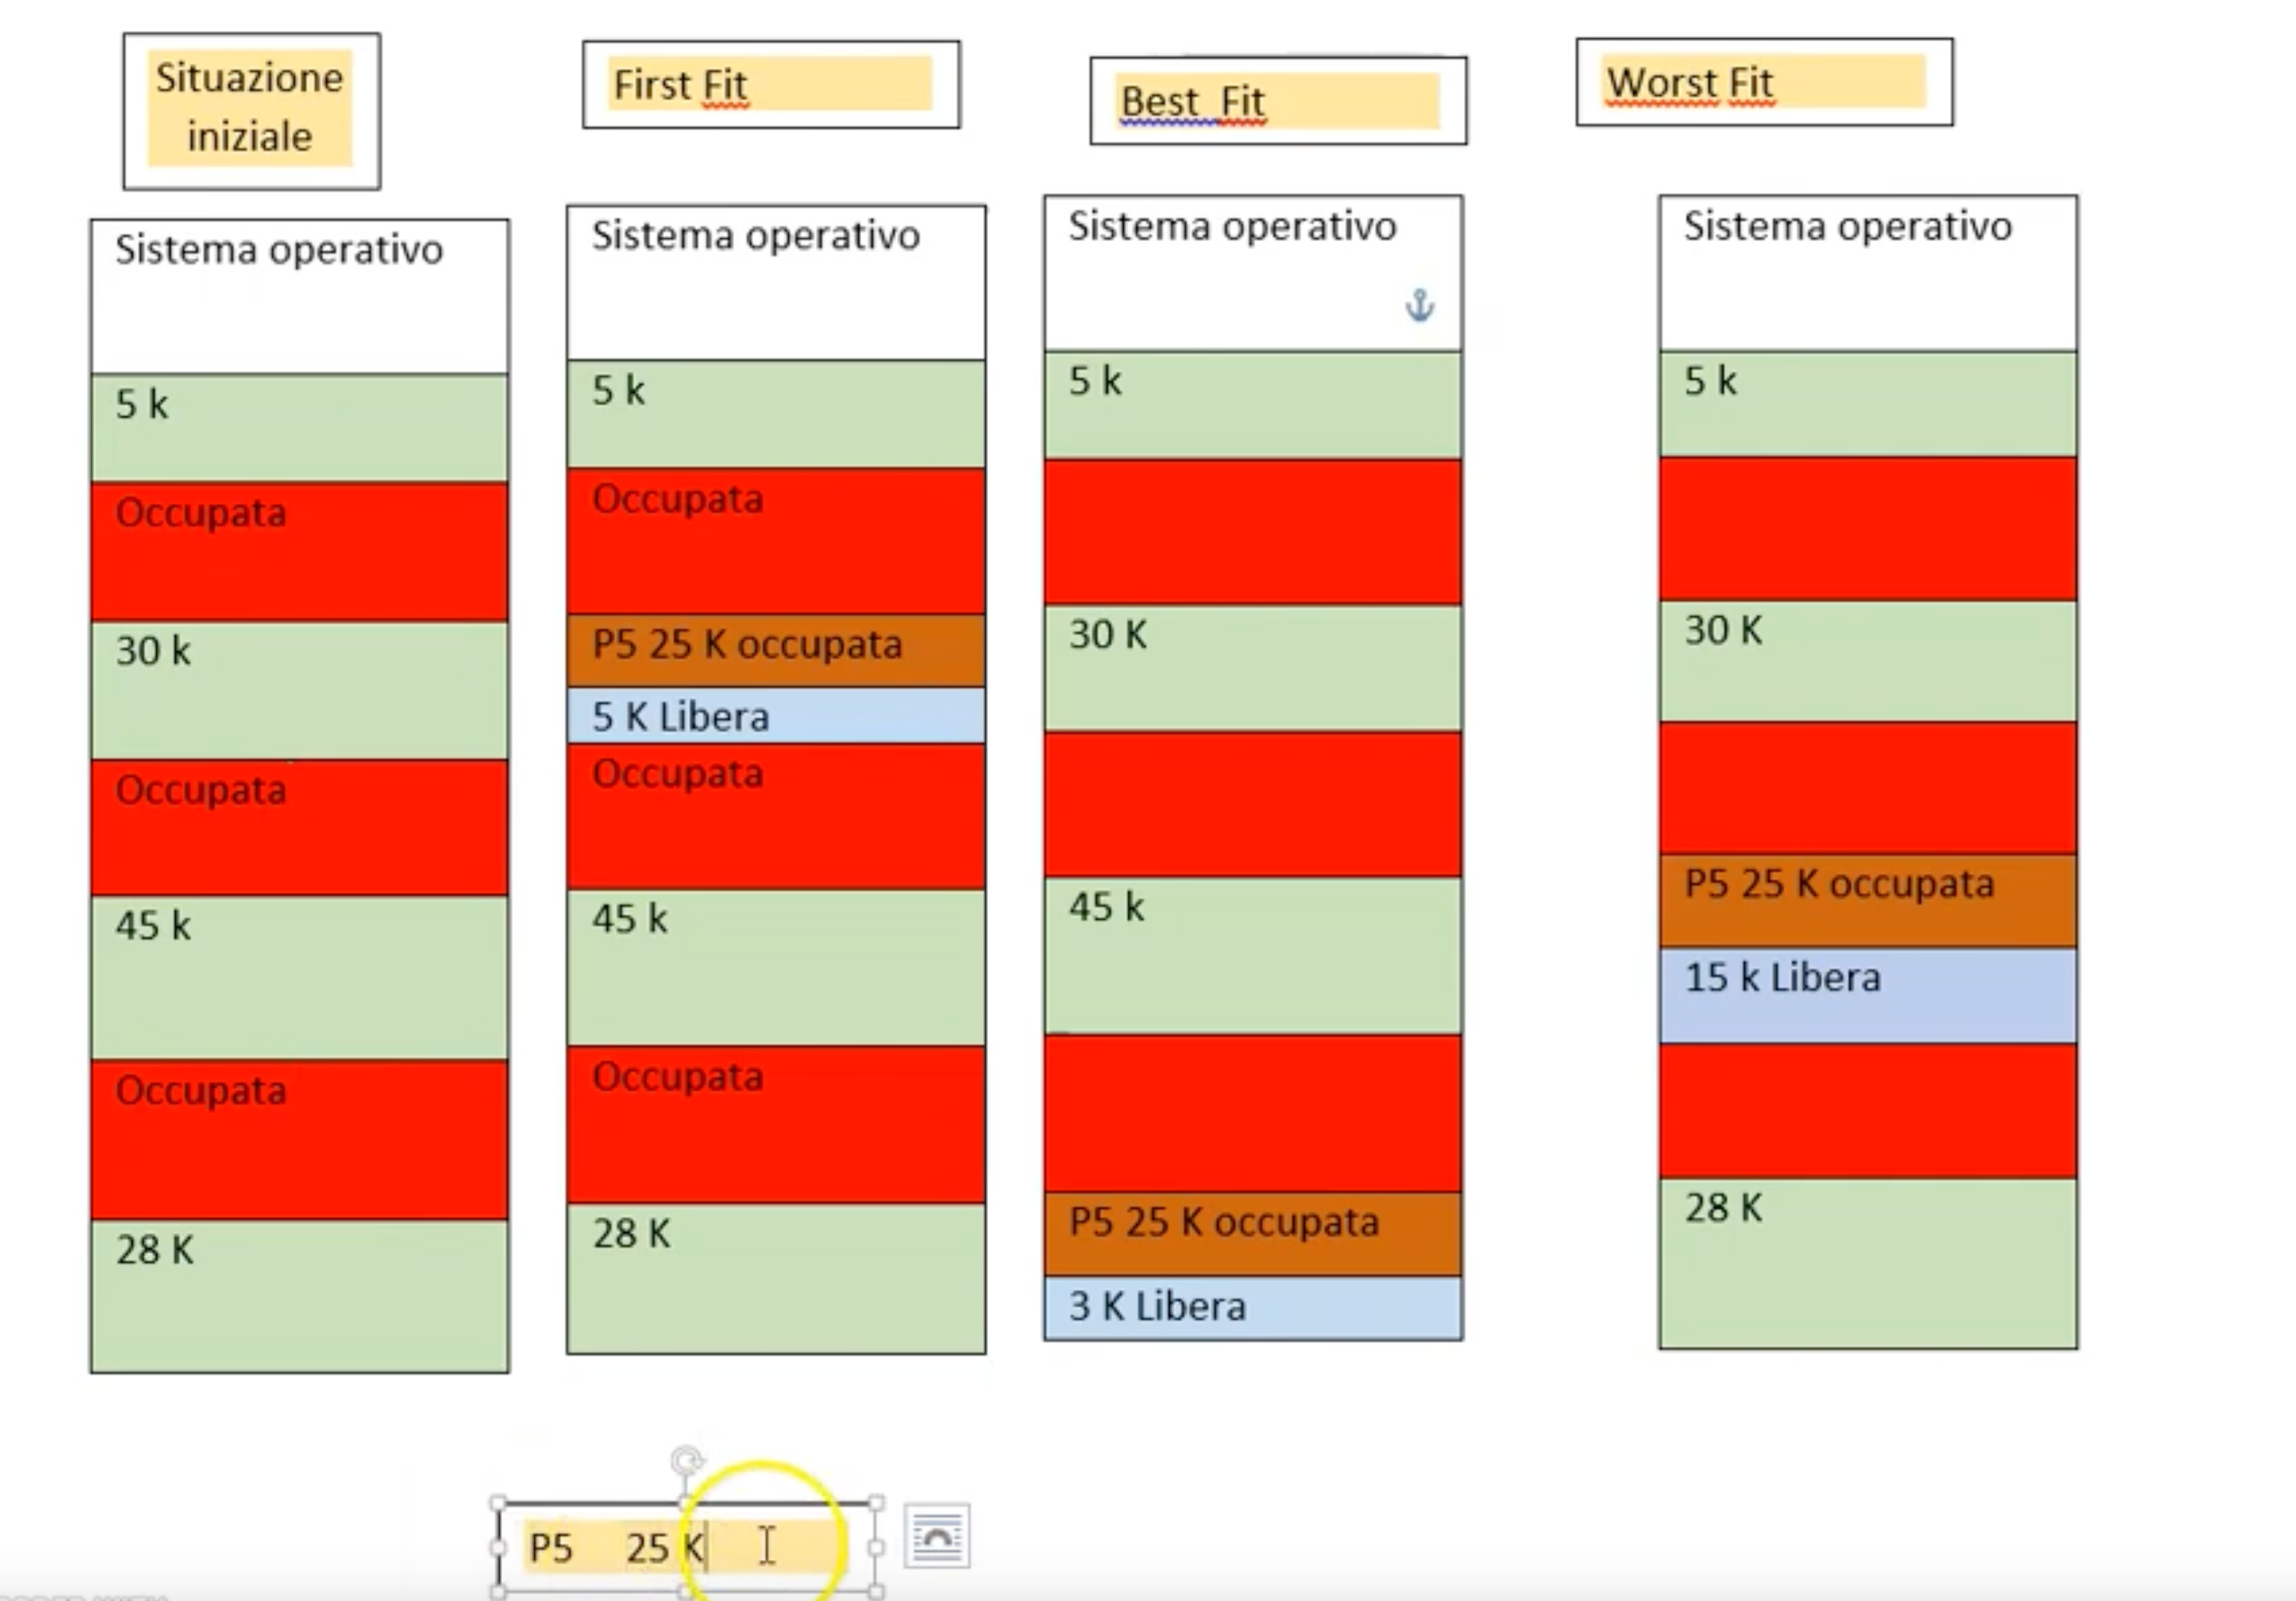 Situazione
iniziale
Sistema operativo
5 k
Occupata
30 k
Occupata
45 k
Occupata
28 K
First Fit
Sistema operativo
5 k
Occupata
P5 25 K occupata
5 K Libera
Occupata
45 k
Occupata
28 K
Best Fit
Sistema operativo
5 k
30 K
45 k
P5 25 K occupata
3 K Libera
Worst Fit
Sistema operativo
5 k
30 K
P5 25 K occupata
15 k Libera
28 K
P5 25 K